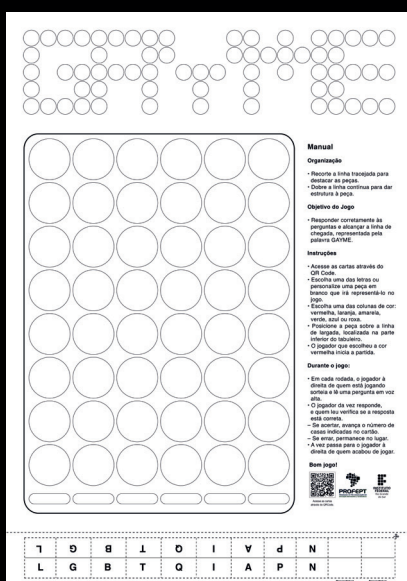 GAYME
Manual
Organização
• Recorte a linha tracejada para
destacar as peças.
• Dobre a linha contínua para dar
estrutura à peça.
Objetivo do Jogo
• Responder corretamente às
perguntas e alcançar a linha de
chegada, representada pela
palavra GAYME.
Instruções
• Acesse as cartas através do
QR Code.
• Escolha uma das letras ou
personalize uma peça em
branco que irá representá-lo no
jogo.
• Escolha uma das colunas de cor:
vermelha, laranja, amarela,
verde, azul ou roxa.
• Posicione a peça sobre a linha
de largada, localizada na parte
inferior do tabuleiro.
• O jogador que escolheu a cor
vermelha inicia a partida.
Durante o jogo:
• Em cada rodada, o jogador à
direita de quem está jogando
sorteia e lê uma pergunta em voz
alta.
• O jogador da vez responde,
e quem leu verifica se a resposta
está correta.
– Se acertar, avança o número de
casas indicadas no cartão.
– Se errar, permanece no lugar.
• A vez passa para o jogador à
direita de quem acabou de jogar.
Bom jogo!
PROFEPT
INSTITUTO
FEDERAL
L G B T Q I A P N
L G B T Q I A P N